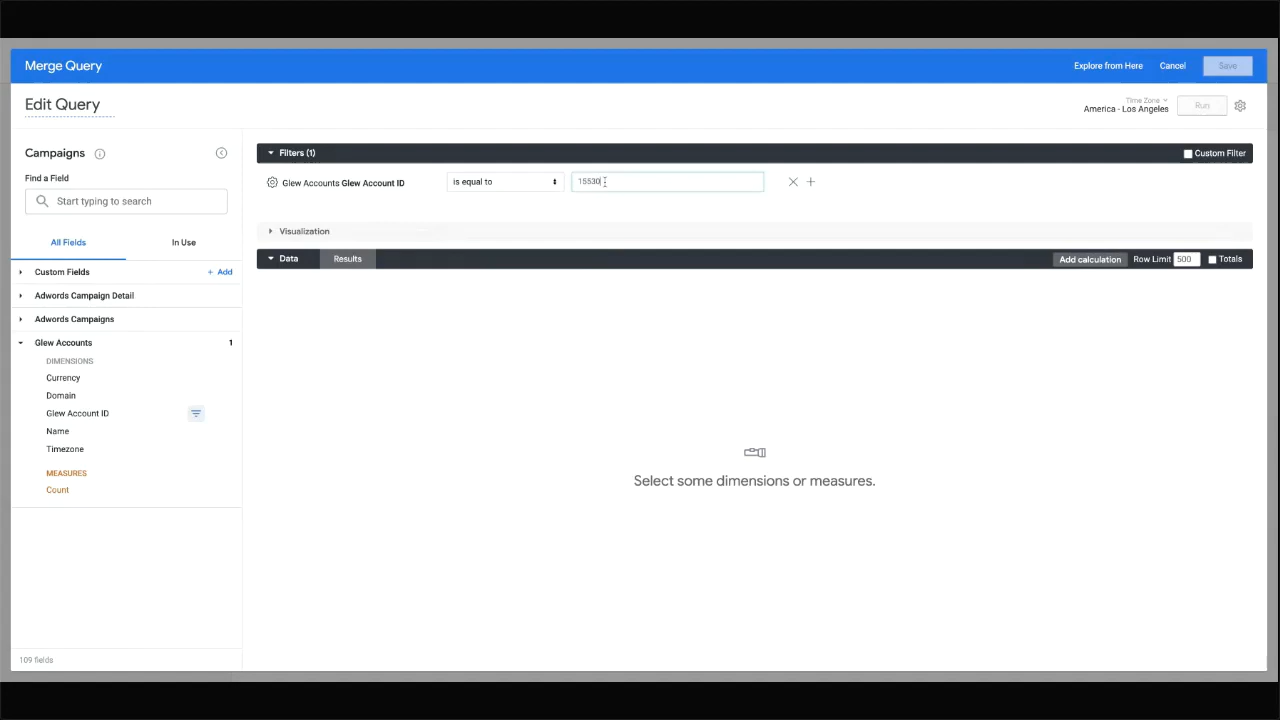 Merge Query
Explore from Here Cancel Save
Edit Query
Time Zone
America - Los Angeles Run
Campaigns
Find a Field
Start typing to search
All Fields In Use
Custom Fields + Add
Adwords Campaign Detail
Adwords Campaigns
Glew Accounts 1
DIMENSIONS
Currency
Domain
Glew Account ID
Name
Timezone
MEASURES
Count
109 fields
Filters (1) Custom Filter
Glew Accounts Glew Account ID is equal to 15530
Visualization
Data Results Add calculation Row Limit 500 Totals
Select some dimensions or measures.